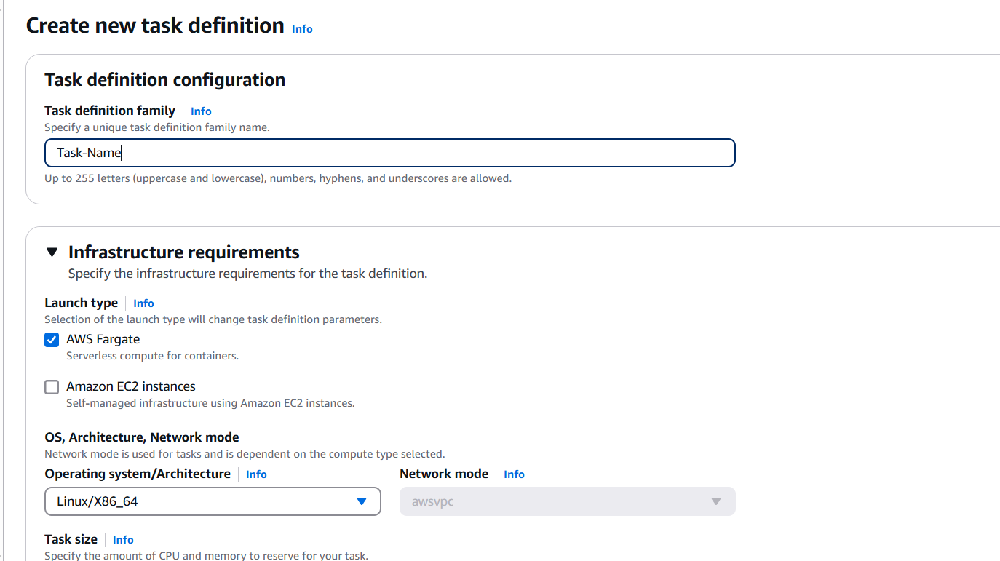 Create new task definition Info
Task definition configuration
Task definition family Info
Specify a unique task definition family name.
Task-Name
Up to 255 letters (uppercase and lowercase), numbers, hyphens, and underscores are allowed.
Infrastructure requirements
Specify the infrastructure requirements for the task definition.
Launch type Info
Selection of the launch type will change task definition parameters.
AWS Fargate
Serverless compute for containers.
Amazon EC2 instances
Self-managed infrastructure using Amazon EC2 instances.
OS, Architecture, Network mode
Network mode is used for tasks and is dependent on the compute type selected.
Operating system/Architecture Info Network mode Info
Linux/X86_64 awsvpc
Task size Info
Specify the amount of CPU and memory to reserve for your task.